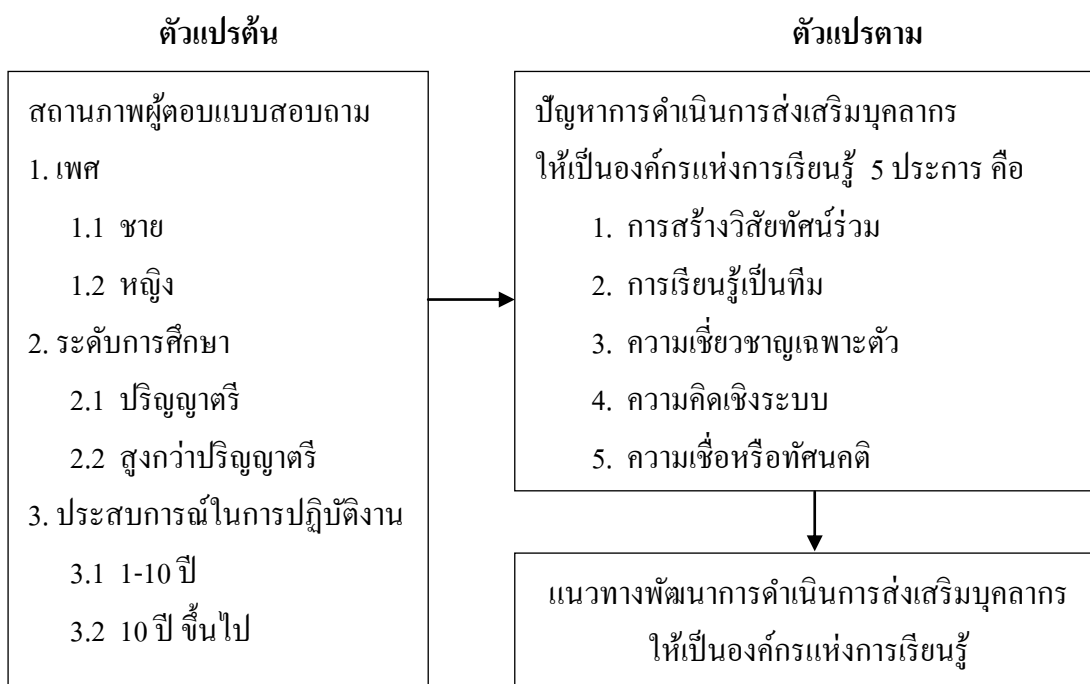 ตัวแปรต้น
สถานภาพผู้ตอบแบบสอบถาม
1. เพศ
1.1 ชาย
1.2 หญิง
2. ระดับการศึกษา
2.1 ปริญญาตรี
2.2 สูงกว่าปริญญาตรี
3. ประสบการณ์ในการปฏิบัติงาน
3.1 1-10 ปี
3.2 10 ปี ขึ้นไป
ตัวแปรตาม
ปัญหาการดำเนินการส่งเสริมบุคลากร
ให้เป็นองค์กรแห่งการเรียนรู้ 5 ประการ คือ
1. การสร้างวิสัยทัศน์ร่วม
2. การเรียนรู้เป็นทีม
3. ความเชี่ยวชาญเฉพาะตัว
4. ความคิดเชิงระบบ
5. ความเชื่อหรือทัศนคติ
แนวทางพัฒนาการดำเนินการส่งเสริมบุคลากร
ให้เป็นองค์กรแห่งการเรียนรู้